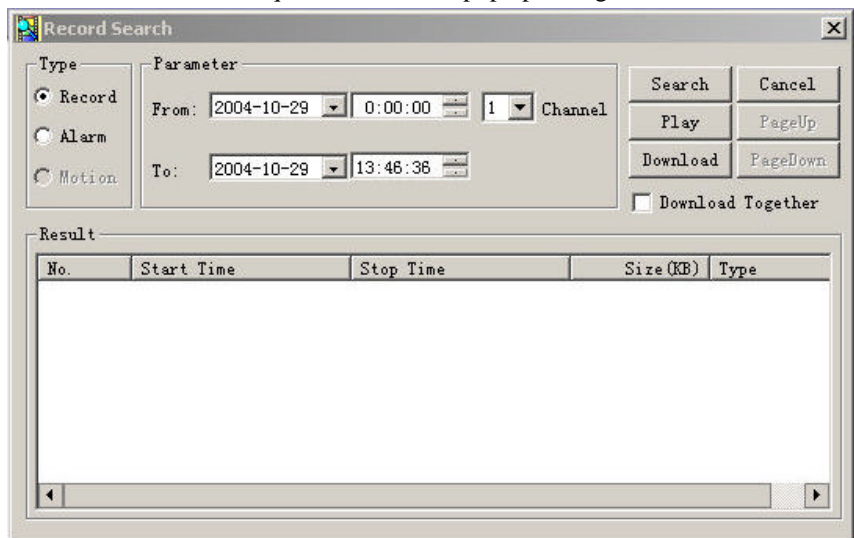 Record Search
Type
Record
Alarm
Motion
Parameter
From: 2004-10-29 0:00:00 1 Channel
To: 2004-10-29 13:46:36
Search Cancel
Play PageUp
Download PageDown
Download Together
Result
No. Start Time Stop Time Size(KB) Type